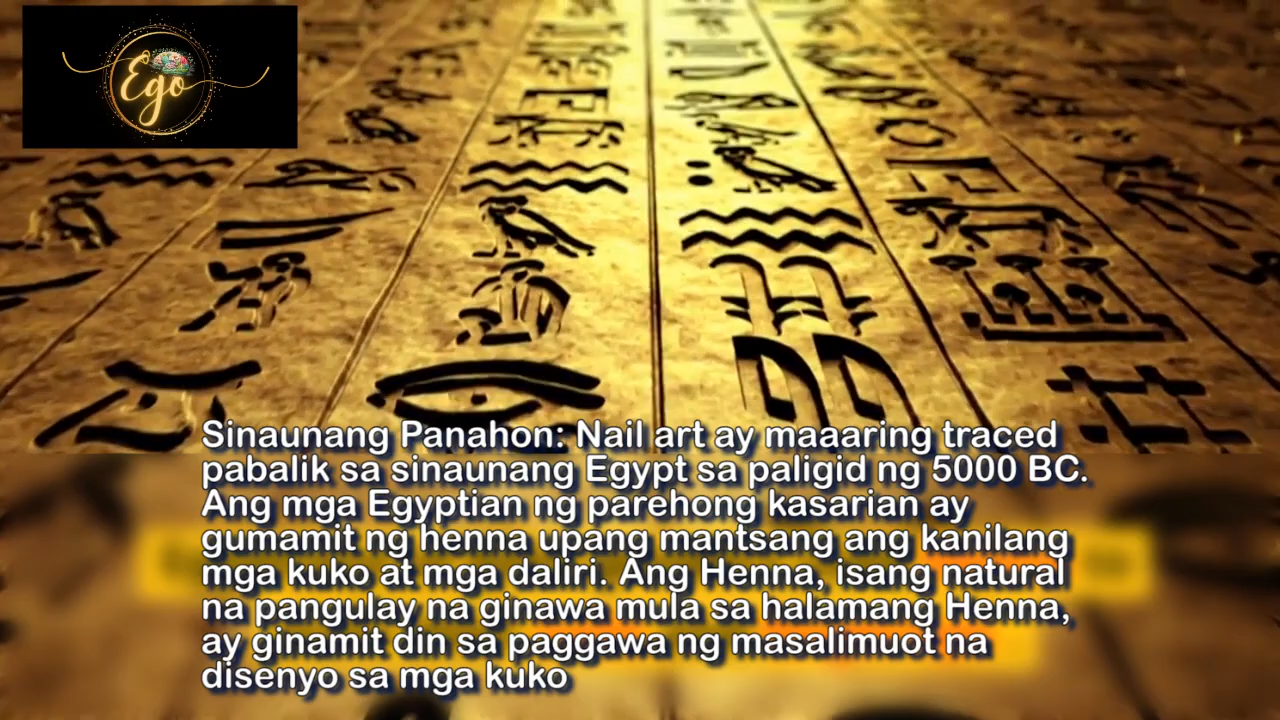 Ego
Sinaunang Panahon: Nail art ay maaaring traced
pabalik sa sinaunang Egypt sa paligid ng 5000 BC.
Ang mga Egyptian ng parehong kasarian ay
gumamit ng henna upang mantsang ang kanilang
mga kuko at mga daliri. Ang Henna, isang natural
na pangulay na ginawa mula sa halamang Henna,
ay ginamit din sa paggawa ng masalimuot na
disenyo sa mga kuko